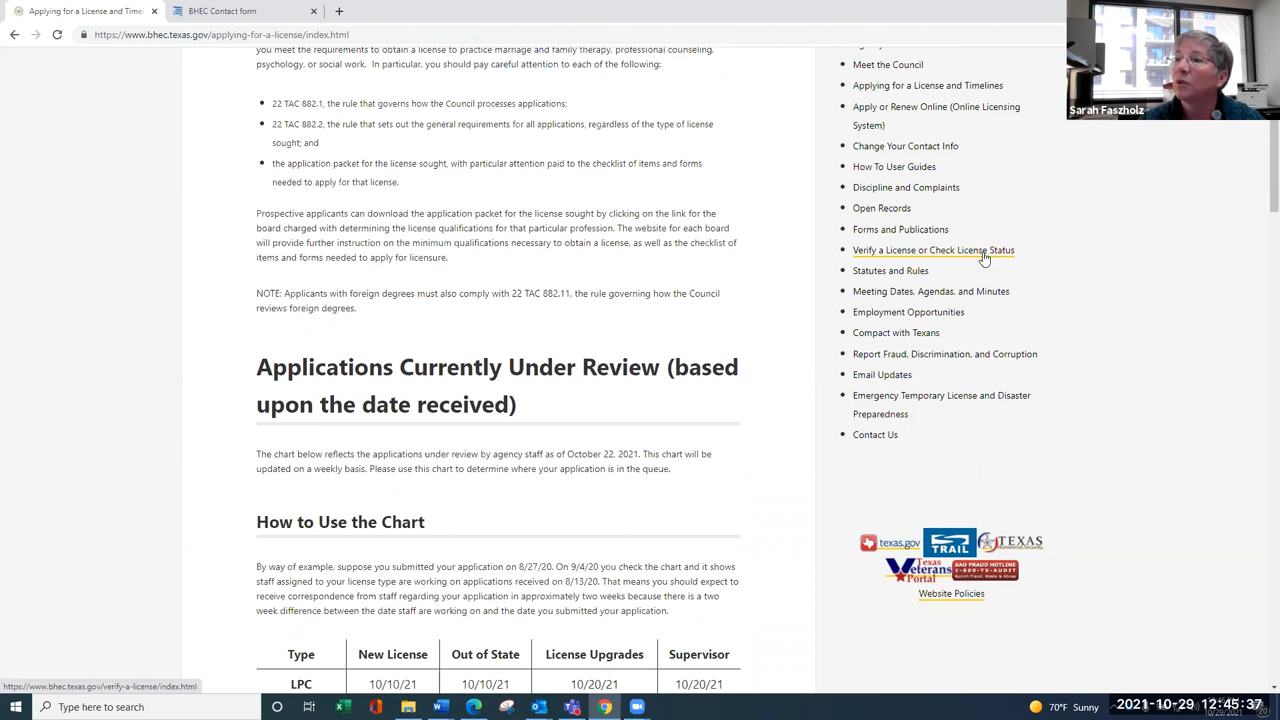 Applying for a License and Timel
BHEC Contact form
https://www.bhec.texas.gov/applying-for-a-license/index.html
you meet the requirements to obtain a license to practice marriage and family therapy, professional counseling,
psychology, or social work. In particular, you should pay careful attention to each of the following:
22 TAC 882.1, the rule that governs how the Council processes applications;
22 TAC 882.2, the rule that sets out the general requirements for all applications, regardless of the type of license
sought; and
the application packet for the license sought, with particular attention paid to the checklist of items and forms
needed to apply for that license.
Prospective applicants can download the application packet for the license sought by clicking on the link for the
board charged with determining the license qualifications for that particular profession. The website for each board
will provide further instruction on the minimum qualifications necessary to obtain a license, as well as the checklist of
items and forms needed to apply for licensure.
NOTE: Applicants with foreign degrees must also comply with 22 TAC 882.11, the rule governing how the Council
reviews foreign degrees.
Applications Currently Under Review (based
upon the date received)
The chart below reflects the applications under review by agency staff as of October 22, 2021. This chart will be
updated on a weekly basis. Please use this chart to determine where your application is in the queue.
How to Use the Chart
By way of example, suppose you submitted your application on 8/27/20. On 9/4/20 you check the chart and it shows
staff assigned to your license type are working on applications received on 8/13/20. That means you should expect to
receive correspondence from staff regarding your application in approximately two weeks because there is a two
week difference between the date staff are working on and the date you submitted your application.
Type New License Out of State License Upgrades Supervisor
LPC 10/10/21 10/10/21 10/20/21 10/20/21
Meet the Council
Applying for a License and Timelines
Apply or Renew Online (Online Licensing
System)
Change Your Contact Info
How To User Guides
Discipline and Complaints
Open Records
Forms and Publications
Verify a License or Check License Status
Statutes and Rules
Meeting Dates, Agendas, and Minutes
Employment Opportunities
Compact with Texans
Report Fraud, Discrimination, and Corruption
Email Updates
Emergency Temporary License and Disaster
Preparedness
Contact Us
texas.gov
TRAIL
TEXAS
Texas
Veterans
Portal
SAO FRAUD HOTLINE
1-800-TX-AUDIT
Website Policies
Sarah Faszholz
https://www.bhec.texas.gov/verify-a-license/index.html
Type here to search
70°F Sunny
2021-10-29 12:45:37